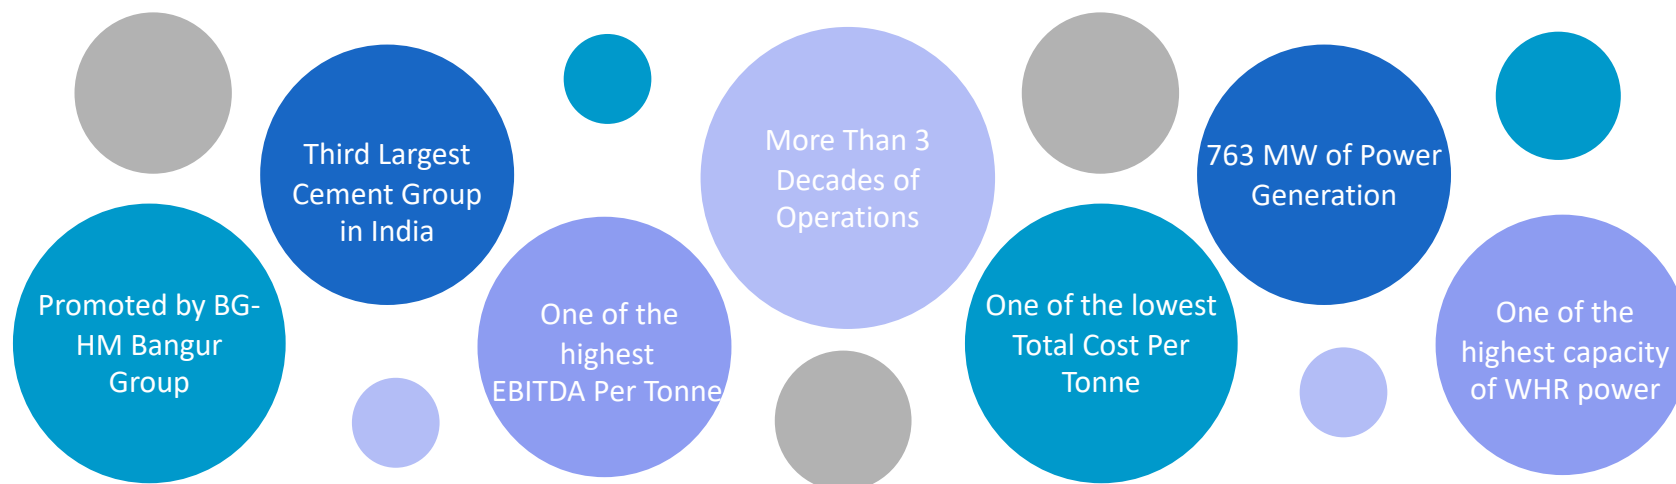 Promoted by BG-
HM Bangur
Group
Third Largest
Cement Group
in India
One of the
highest
EBITDA Per Tonne
More Than 3
Decades of
Operations
One of the lowest
Total Cost Per
Tonne
763 MW of Power
Generation
One of the
highest capacity
of WHR power